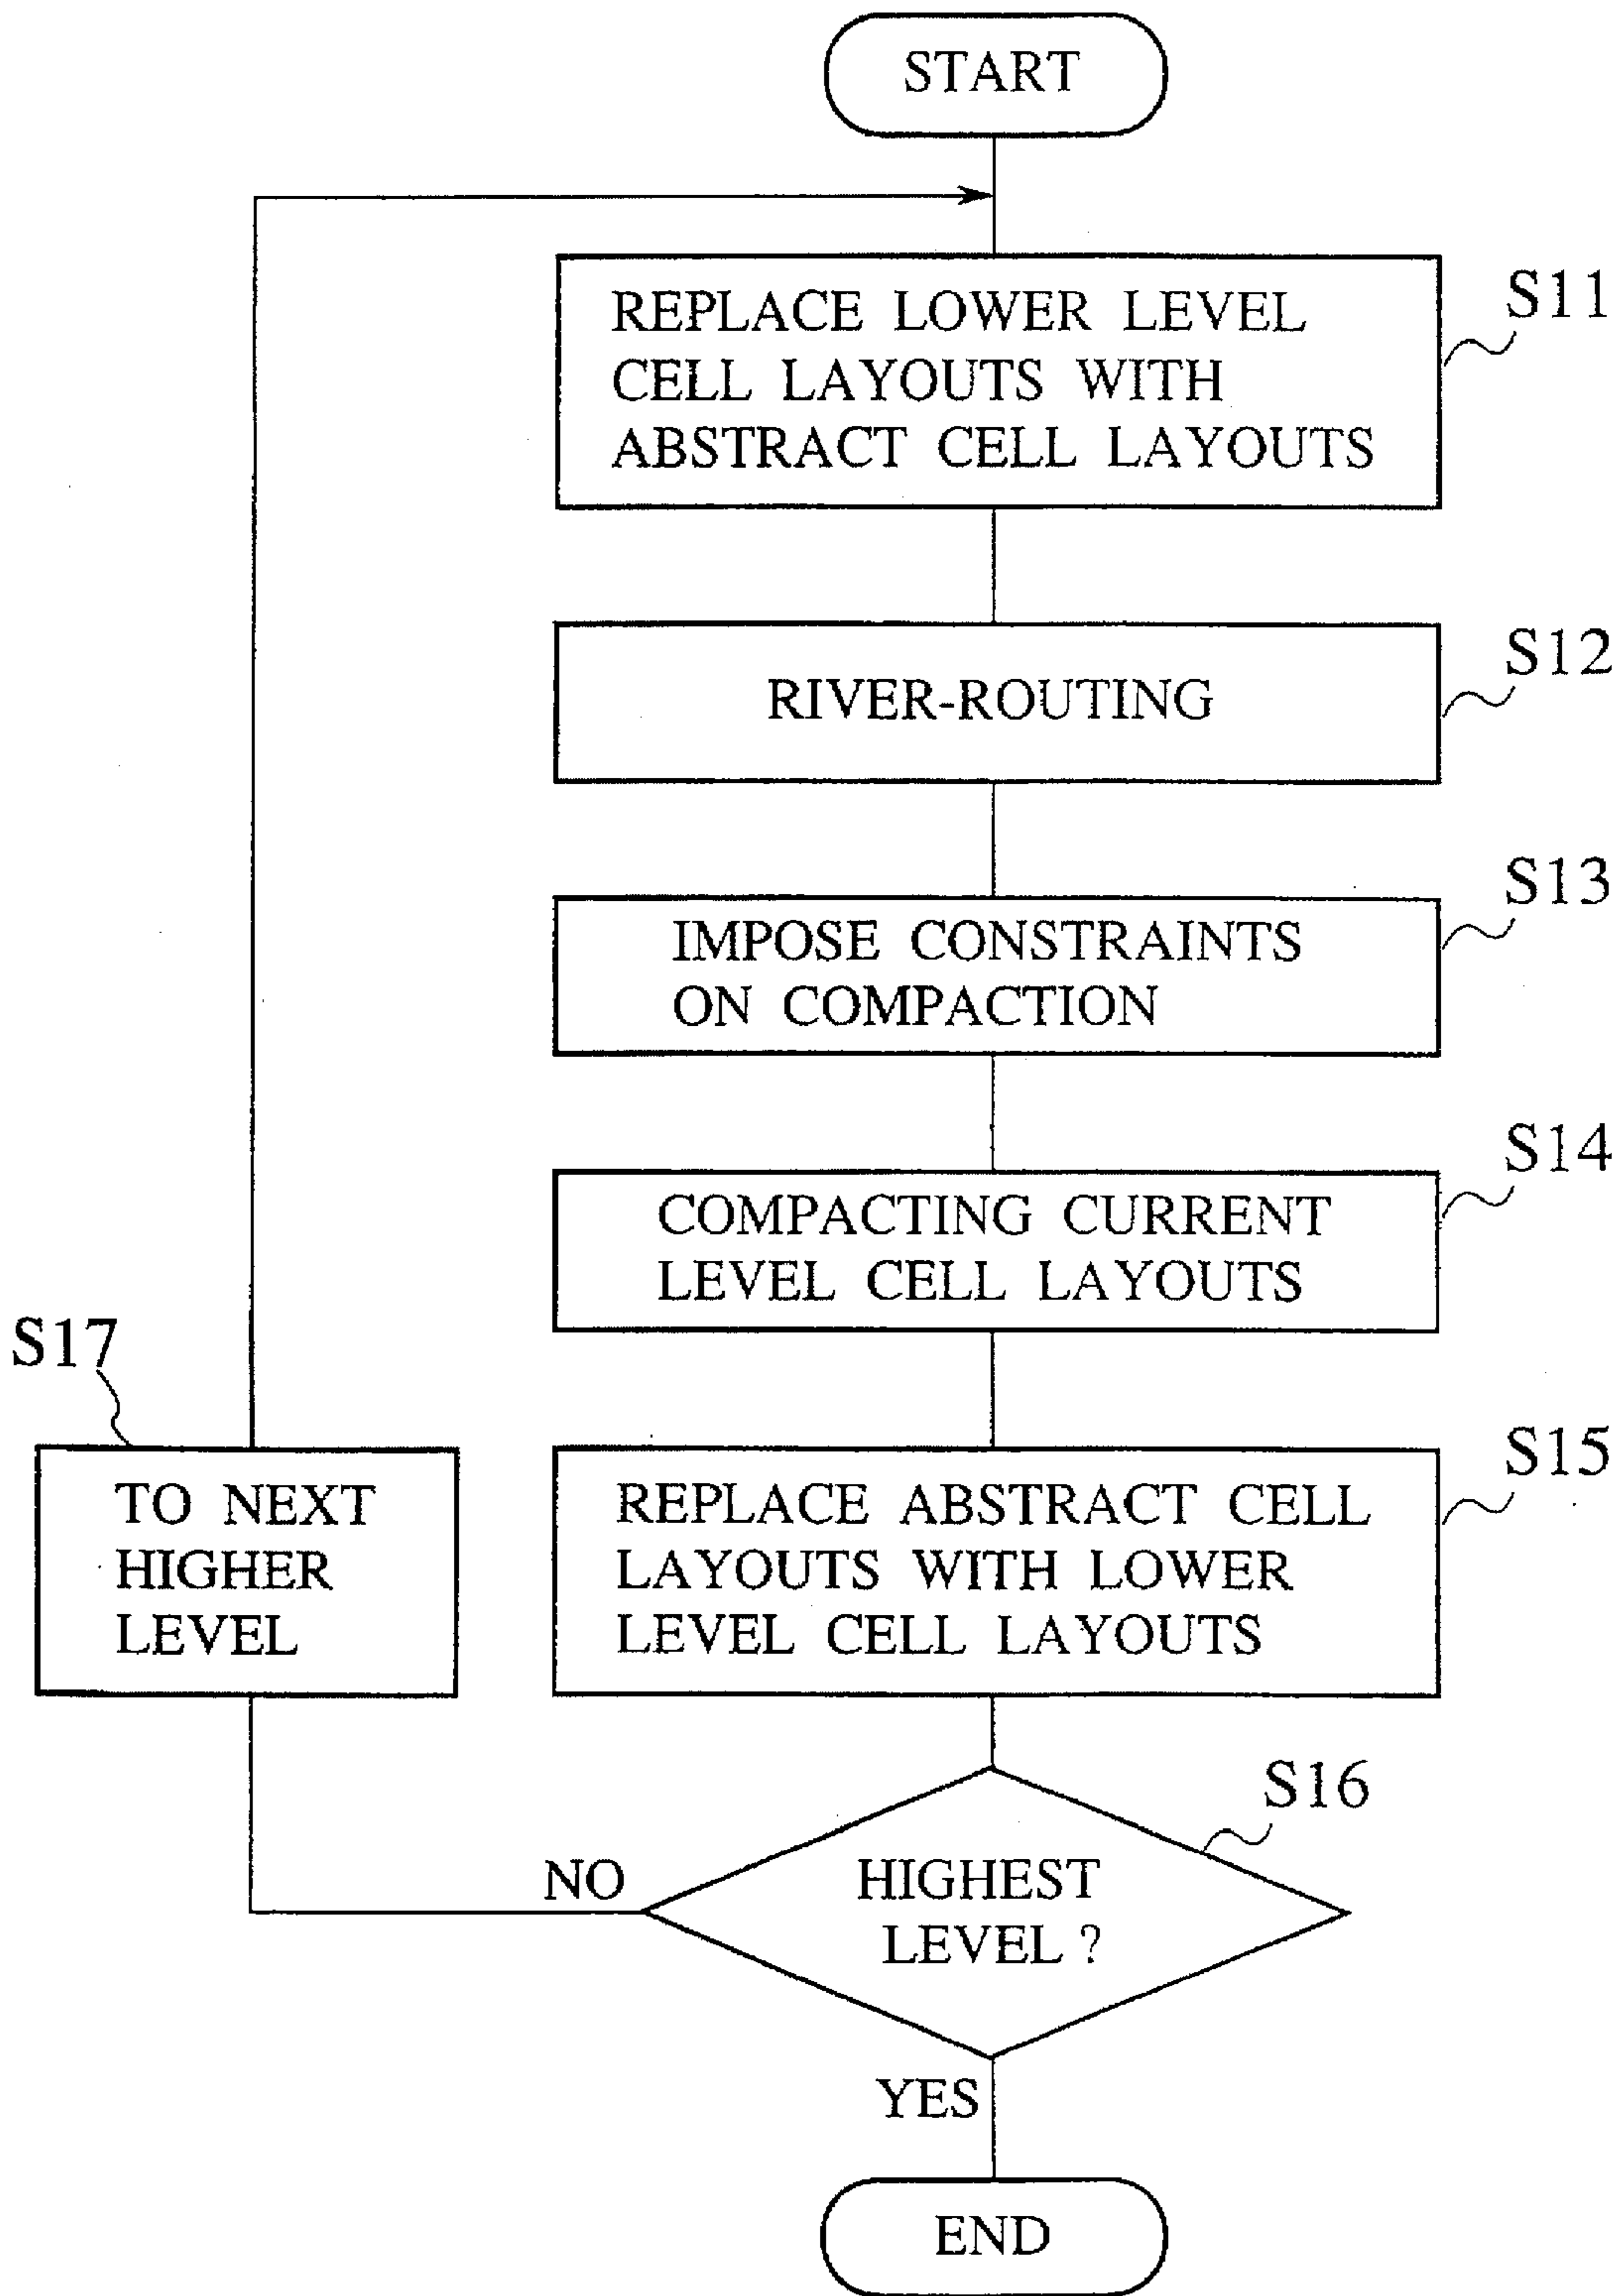 START
REPLACE LOWER LEVEL
CELL LAYOUTS WITH
ABSTRACT CELL LAYOUTS
S11
RIVER-ROUTING
S12
IMPOSE CONSTRAINTS
ON COMPACTION
S13
COMPACTING CURRENT
LEVEL CELL LAYOUTS
S14
REPLACE ABSTRACT CELL
LAYOUTS WITH LOWER
LEVEL CELL LAYOUTS
S15
HIGHEST
LEVEL ?
S16
NO
S17
TO NEXT
HIGHER
LEVEL
YES
END